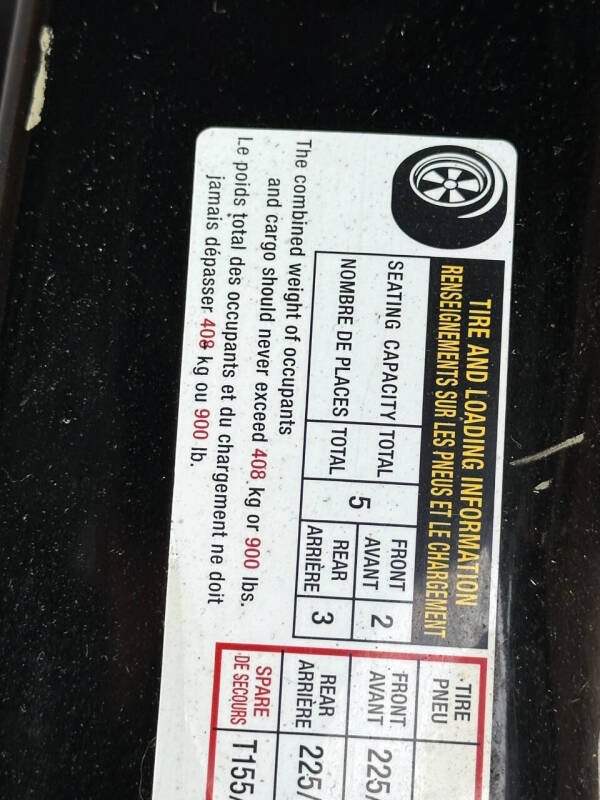 TIRE AND LOADING INFORMATION
RENSEIGNEMENTS SUR LES PNEUS ET LE CHARGEMENT
SEATING CAPACITY TOTAL
NOMBRE DE PLACES TOTAL
5
FRONT
AVANT
2
REAR
ARRIÈRE
3
The combined weight of occupants
and cargo should never exceed 408 kg or 900 lbs.
Le poids total des occupants et du chargement ne doit
jamais dépasser 408 kg ou 900 lb.
TIRE
PNEU
FRONT
AVANT
225/
REAR
ARRIÈRE
225/
SPARE
DE SECOURS
T155/